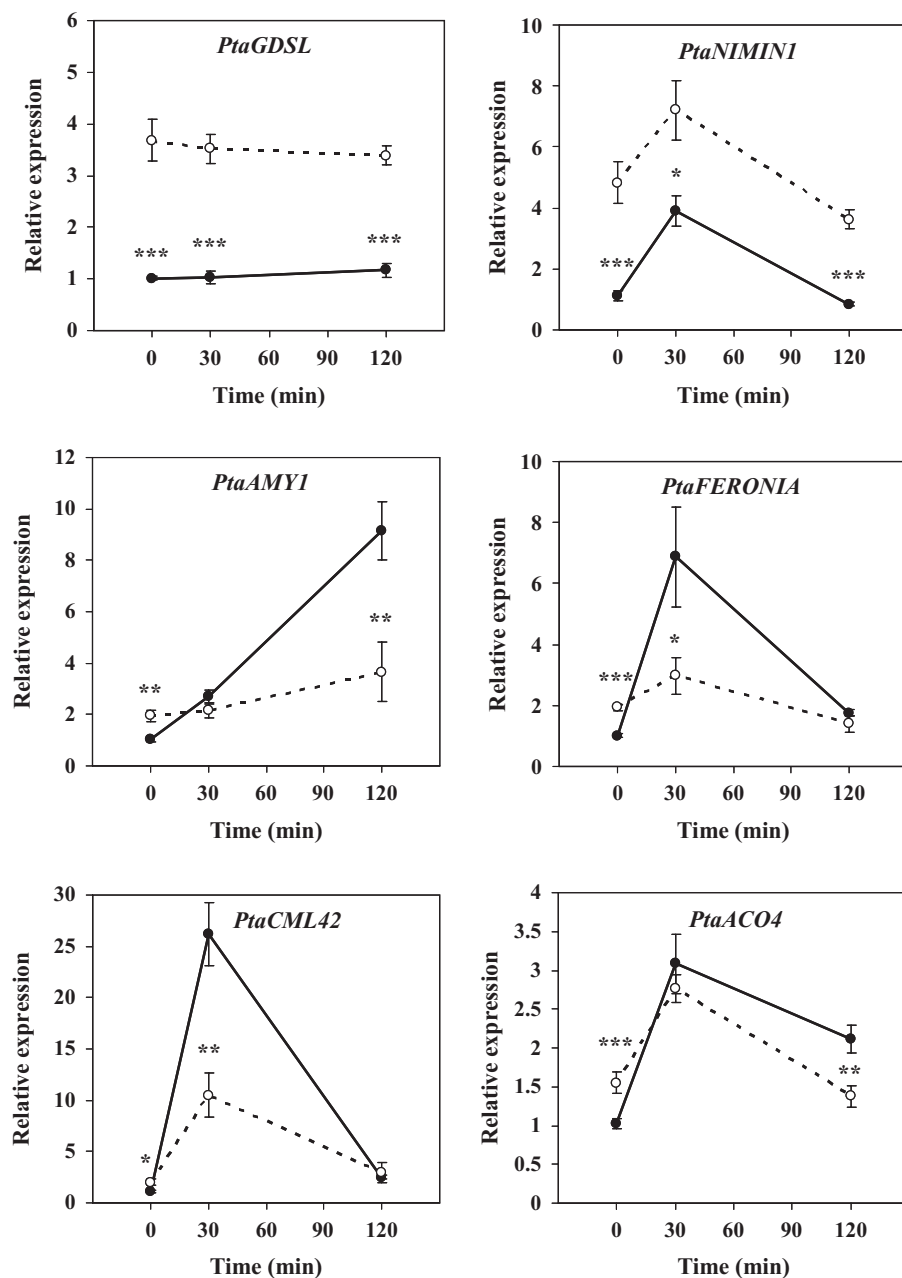 PtaGDSL
Relative expression
6
5
4
3
2
1
0
***
***
***
0 30 60 90 120
Time (min)
PtaNIMIN1
Relative expression
10
8
6
4
2
0
***
*
***
0 30 60 90 120
Time (min)
PtaAMY1
Relative expression
12
10
8
6
4
2
0
**
**
0 30 60 90 120
Time (min)
PtaFERONIA
Relative expression
10
8
6
4
2
0
***
*
0 30 60 90 120
Time (min)
PtaCML42
Relative expression
30
25
20
15
10
5
0
*
**
0 30 60 90 120
Time (min)
PtaACO4
Relative expression
4
3.5
3
2.5
2
1.5
1
0.5
0
***
**
0 30 60 90 120
Time (min)